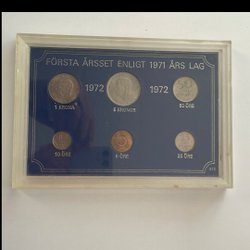 FÖRSTA ÅRSSET ENLIGT 1971 ÅRS LAG
1972 1972
1 KRONA 5 KRONOR 50 ÖRE
10 ÖRE 5 ÖRE 25 ÖRE